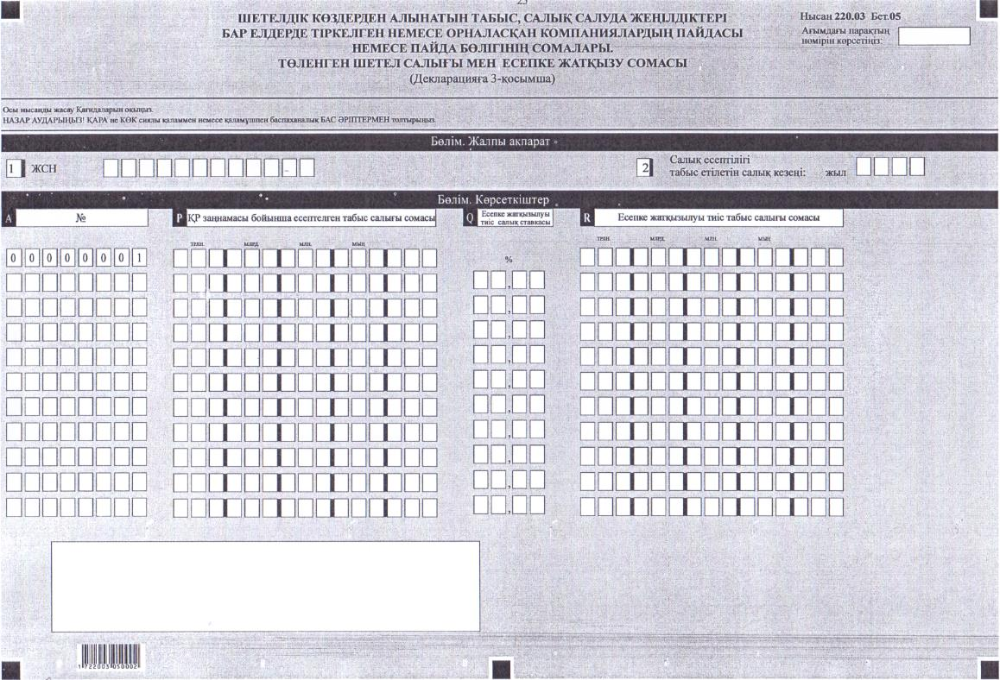 23
ШЕТЕЛДІК КӨЗДЕРДЕН АЛЫНАТЫН ТАБЫС, САЛЫҚ САЛУДА ЖЕҢІЛДІКТЕРІ
БАР ЕЛДЕРДЕ ТІРКЕЛГЕН НЕМЕСЕ ОРНАЛАСҚАН КОМПАНИЯЛАРДЫҢ ПАЙДАСЫ
НЕМЕСЕ ПАЙДА БӨЛІГІНІҢ СОМАЛАРЫ.
ТӨЛЕНГЕН ШЕТЕЛ САЛЫҒЫ МЕН ЕСЕПКЕ ЖАТҚЫЗУ СОМАСЫ
(Декларацияға 3-қосымша)
Нысан 220.03 Бет.05
Ағымдағы парақтың
нөмірін көрсетіңіз:
Осы нысанды жасау Қағидаларын оқыңыз.
НАЗАР АУДАРЫҢЫЗ! ҚАРА не КӨК сиялы қаламмен немесе қаламұшпен баспаханалық БАС ӘРІПТЕРМЕН толтырыңыз.
Бөлім. Жалпы ақпарат
1 ЖСН
2 Салық есептілігі
табыс етілетін салық кезеңі: жыл
Бөлім. Көрсеткіштер
A №
P ҚР заңнамасы бойынша есептелген табыс салығы сомасы
Q Есепке жатқызылуы
тиіс салық ставкасы
R Есепке жатқызылуы тиіс табыс салығы сомасы
трлн. млрд. млн. мың
трлн. млрд. млн. мың
0 0 0 0 0 0 0 1
%
, 
,
,
,
,
,
,
,
,
,
1 722003 050002